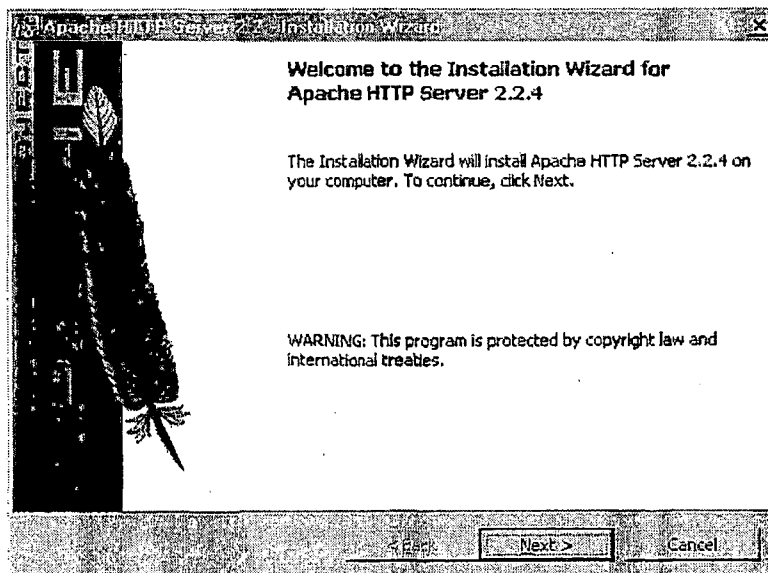 Apache HTTP Server 2.2 - Installation Wizard
Welcome to the Installation Wizard for
Apache HTTP Server 2.2.4
The Installation Wizard will install Apache HTTP Server 2.2.4 on
your computer. To continue, click Next.
WARNING: This program is protected by copyright law and
international treaties.
< Back
Next >
Cancel